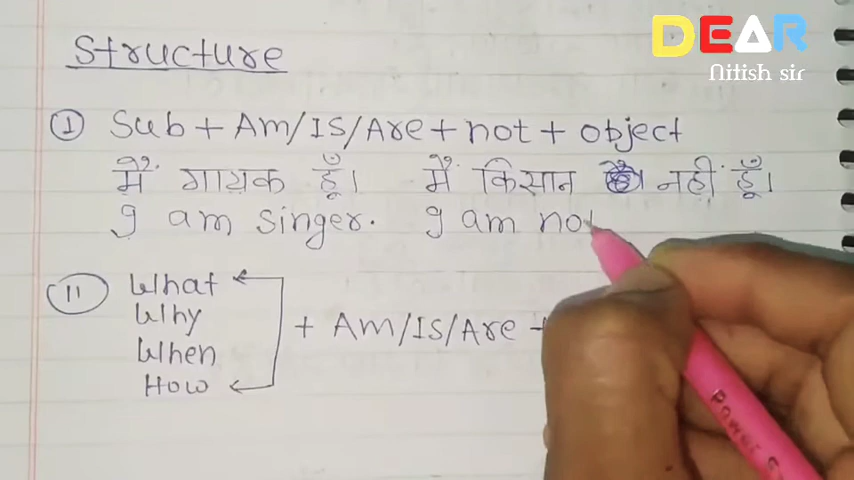 DEAR
Nitish sir
Structure
I Sub + Am/IS/Are + not + object
मैं गायक हूँ। मैं किसान नहीं हूँ।
I am singer. I am not
II What
Why
When
How
+ Am/IS/Are +
Power